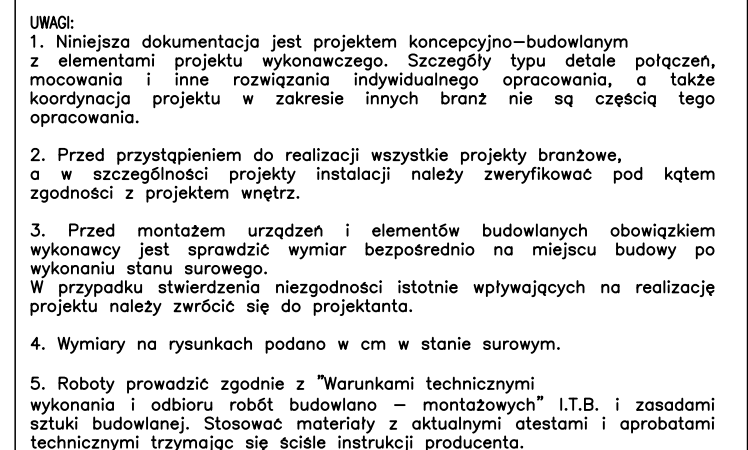 UWAGI:
1. Niniejsza dokumentacja jest projektem koncepcyjno-budowlanym
z elementami projektu wykonawczego. Szczegóły typu detale połączeń,
mocowania i inne rozwiązania indywidualnego opracowania, a także
koordynacja projektu w zakresie innych branż nie są częścią tego
opracowania.
2. Przed przystąpieniem do realizacji wszystkie projekty branżowe,
a w szczególności projekty instalacji należy zweryfikować pod kątem
zgodności z projektem wnętrz.
3. Przed montażem urządzeń i elementów budowlanych obowiązkiem
wykonawcy jest sprawdzić wymiar bezpośrednio na miejscu budowy po
wykonaniu stanu surowego.
W przypadku stwierdzenia niezgodności istotnie wpływających na realizację
projektu należy zwrócić się do projektanta.
4. Wymiary na rysunkach podano w cm w stanie surowym.
5. Roboty prowadzić zgodnie z "Warunkami technicznymi
wykonania i odbioru robót budowlano – montażowych" I.T.B. i zasadami
sztuki budowlanej. Stosować materiały z aktualnymi atestami i aprobatami
technicznymi trzymając się ściśle instrukcji producenta.